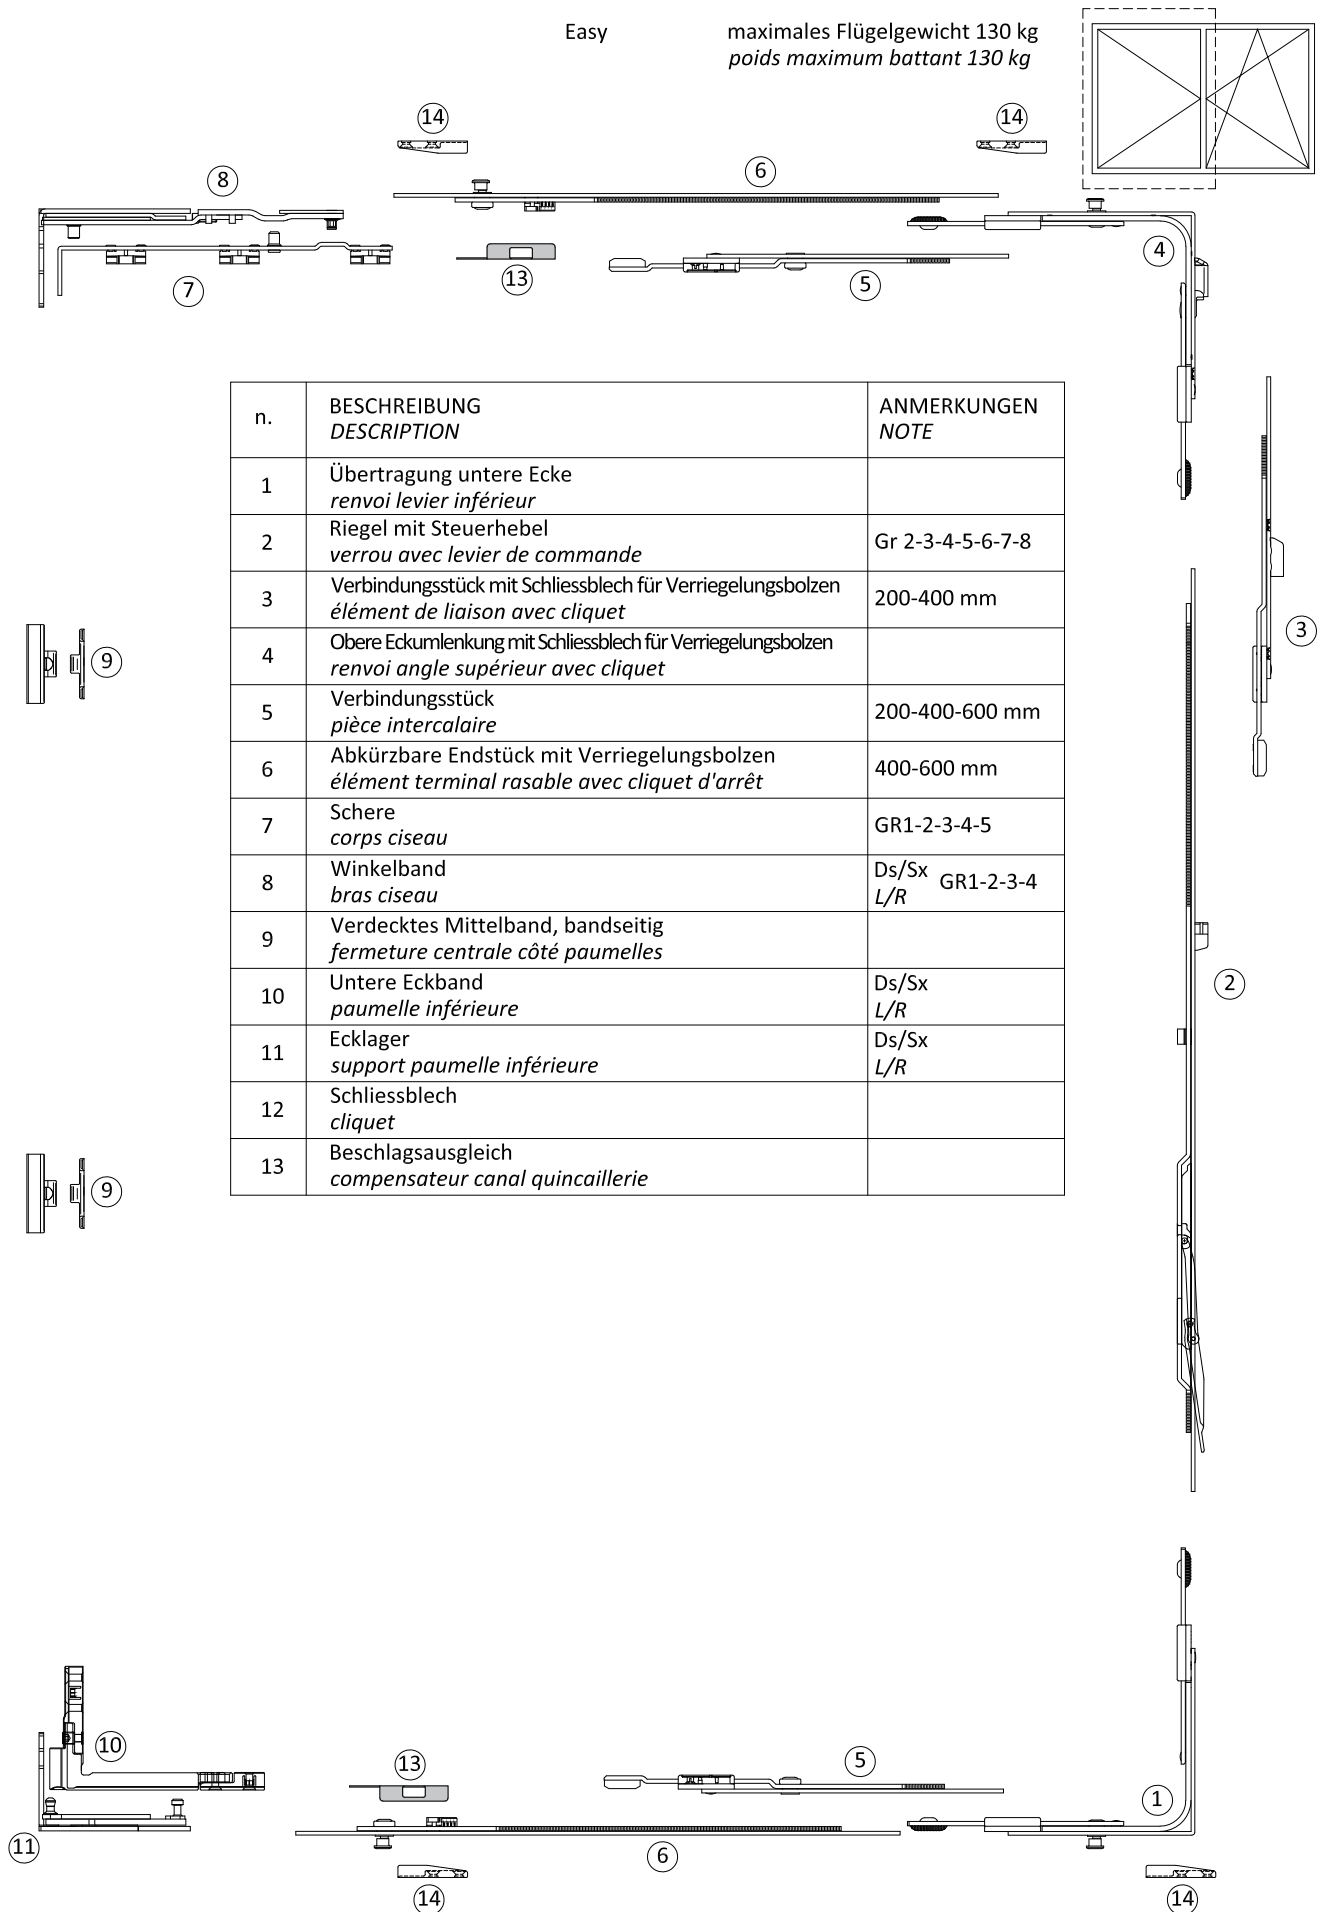 Easy
maximales Flügelgewicht 130 kg
poids maximum battant 130 kg
14
14
8
6
4
7
13
5
n.
BESCHREIBUNG
DESCRIPTION
ANMERKUNGEN
NOTE
1
Übertragung untere Ecke
renvoi levier inférieur
2
Riegel mit Steuerhebel
verrou avec levier de commande
Gr 2-3-4-5-6-7-8
3
Verbindungsstück mit Schliessblech für Verriegelungsbolzen
élément de liaison avec cliquet
200-400 mm
4
Obere Eckumlenkung mit Schliessblech für Verriegelungsbolzen
renvoi angle supérieur avec cliquet
5
Verbindungsstück
pièce intercalaire
200-400-600 mm
6
Abkürzbare Endstück mit Verriegelungsbolzen
élément terminal rasable avec cliquet d'arrêt
400-600 mm
7
Schere
corps ciseau
GR1-2-3-4-5
8
Winkelband
bras ciseau
Ds/Sx
L/R
GR1-2-3-4
9
Verdecktes Mittelband, bandseitig
fermeture centrale côté paumelles
10
Untere Eckband
paumelle inférieure
Ds/Sx
L/R
11
Ecklager
support paumelle inférieure
Ds/Sx
L/R
12
Schliessblech
cliquet
13
Beschlagsausgleich
compensateur canal quincaillerie
3
9
2
9
10
13
5
1
11
6
14
14